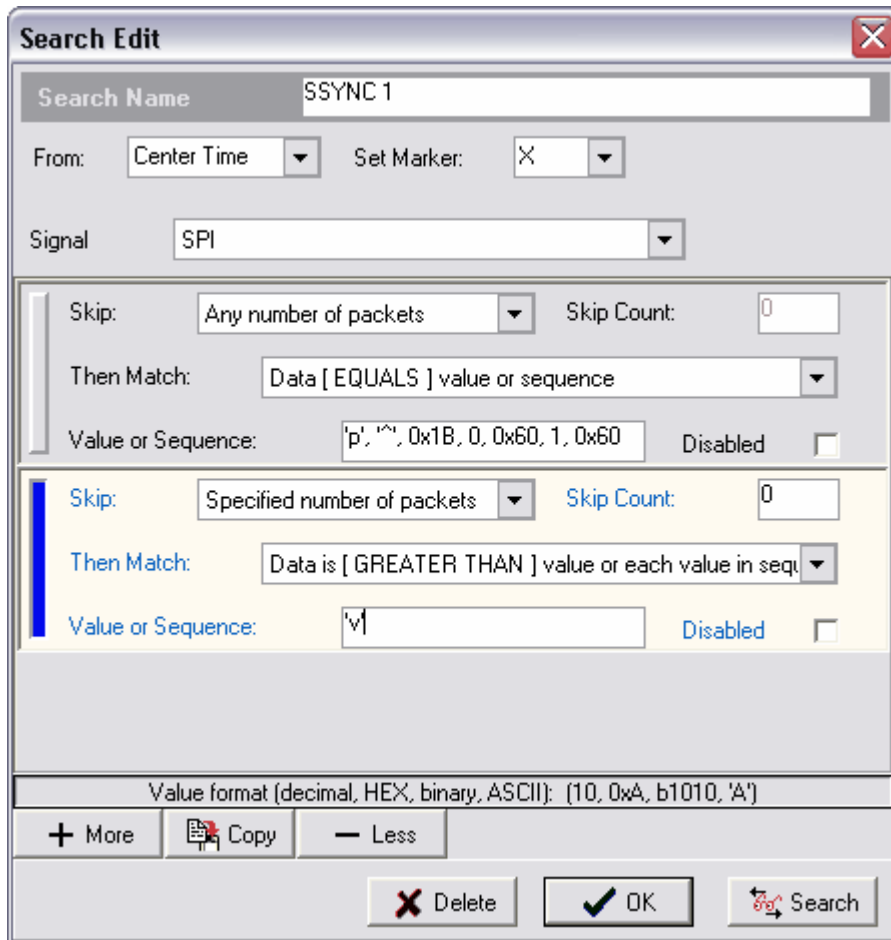 Search Edit
Search Name SSYNC 1
From: Center Time Set Marker: X
Signal SPI
Skip: Any number of packets Skip Count: 0
Then Match: Data [ EQUALS ] value or sequence
Value or Sequence: 'p', '^', 0x1B, 0, 0x60, 1, 0x60 Disabled
Skip: Specified number of packets Skip Count: 0
Then Match: Data is [ GREATER THAN ] value or each value in sequ
Value or Sequence: 'v' Disabled
Value format (decimal, HEX, binary, ASCII): (10, 0xA, b1010, 'A')
+ More Copy − Less
Delete OK Search